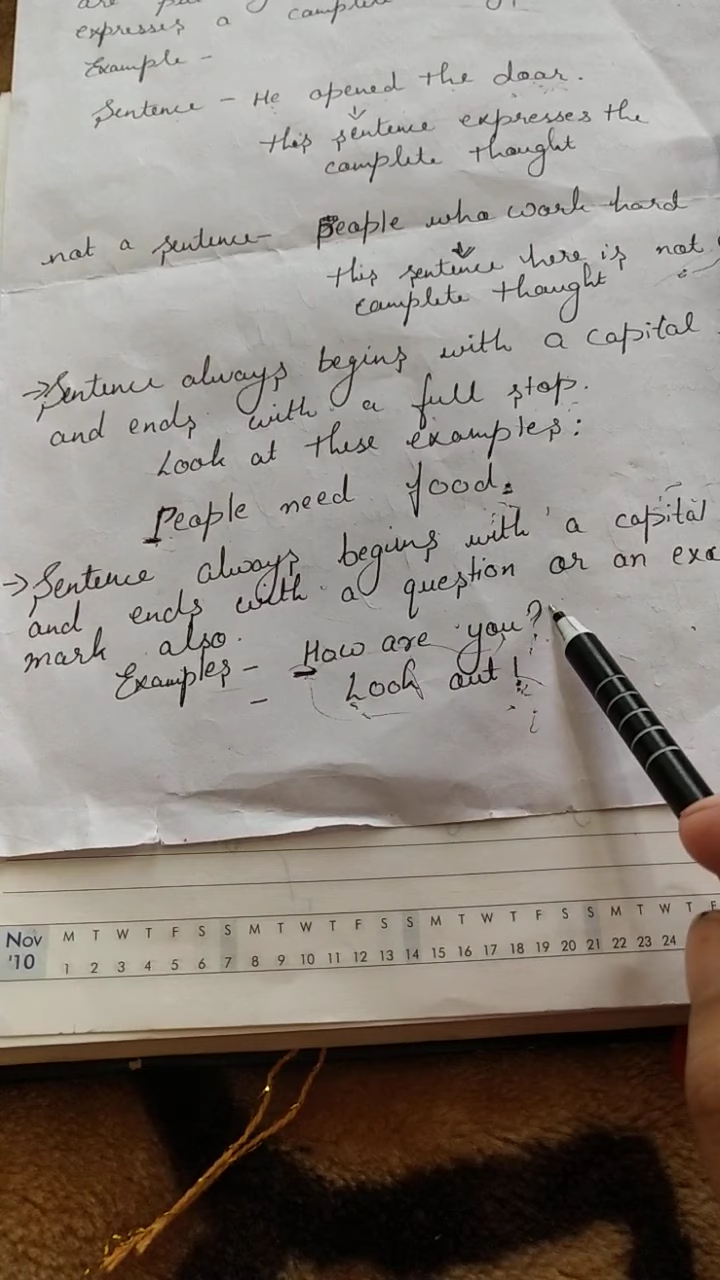 expresses a complete
Example -
Sentence - He opened the door.
this sentence expresses the
complete thought
not a sentence - People who work hard
this sentence here is not
complete thought
→ Sentence always begins with a capital
and ends with a full stop.
Look at these examples:
People need food.
→ Sentence always begins with a capital
and ends with a question or an exc
mark also.
Examples - How are you?
- Look out!
Nov M T W T F S S M T W T F S S M T W T F S S M T W T F
'10 1 2 3 4 5 6 7 8 9 10 11 12 13 14 15 16 17 18 19 20 21 22 23 24